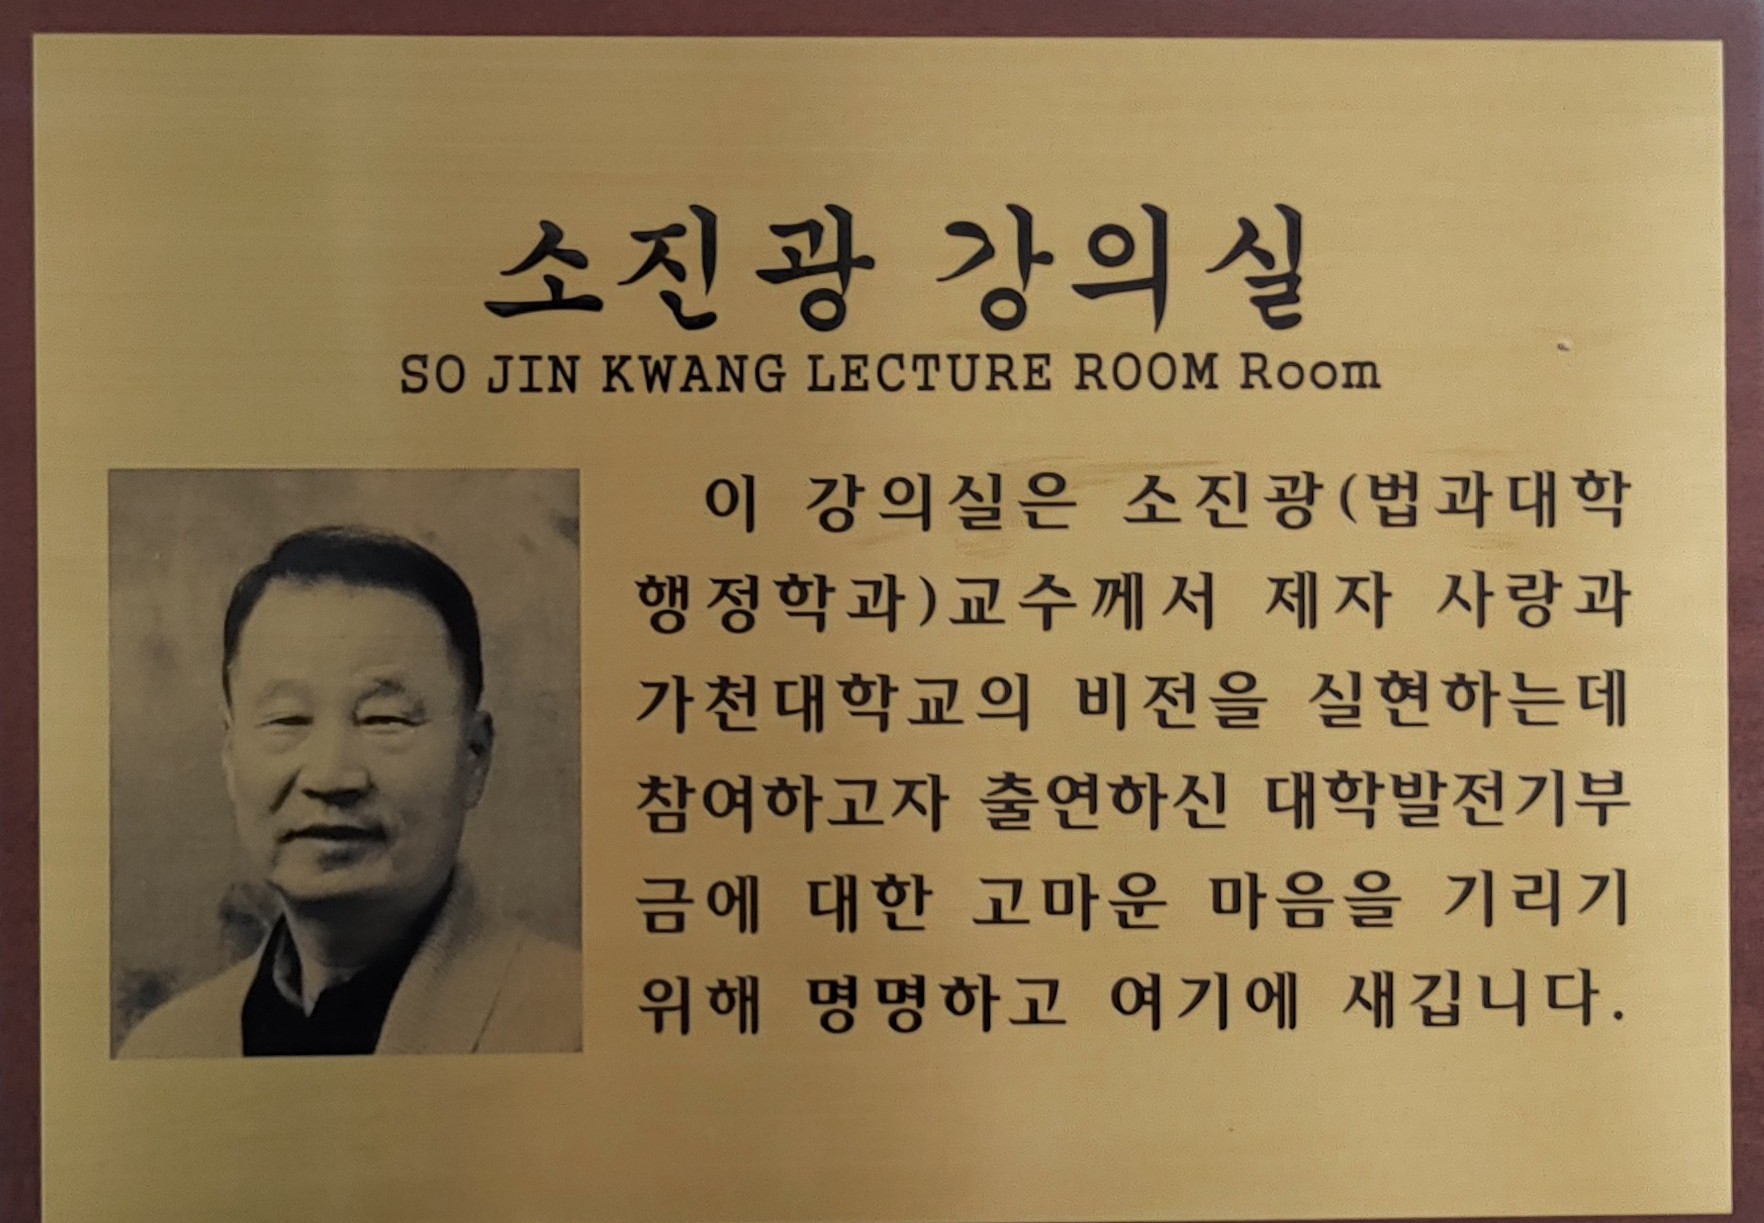 소진광 강의실
SO JIN KWANG LECTURE ROOM Room
이 강의실은 소진광(법과대학
행정학과)교수께서 제자 사랑과
가천대학교의 비전을 실현하는데
참여하고자 출연하신 대학발전기부
금에 대한 고마운 마음을 기리기
위해 명명하고 여기에 새깁니다.